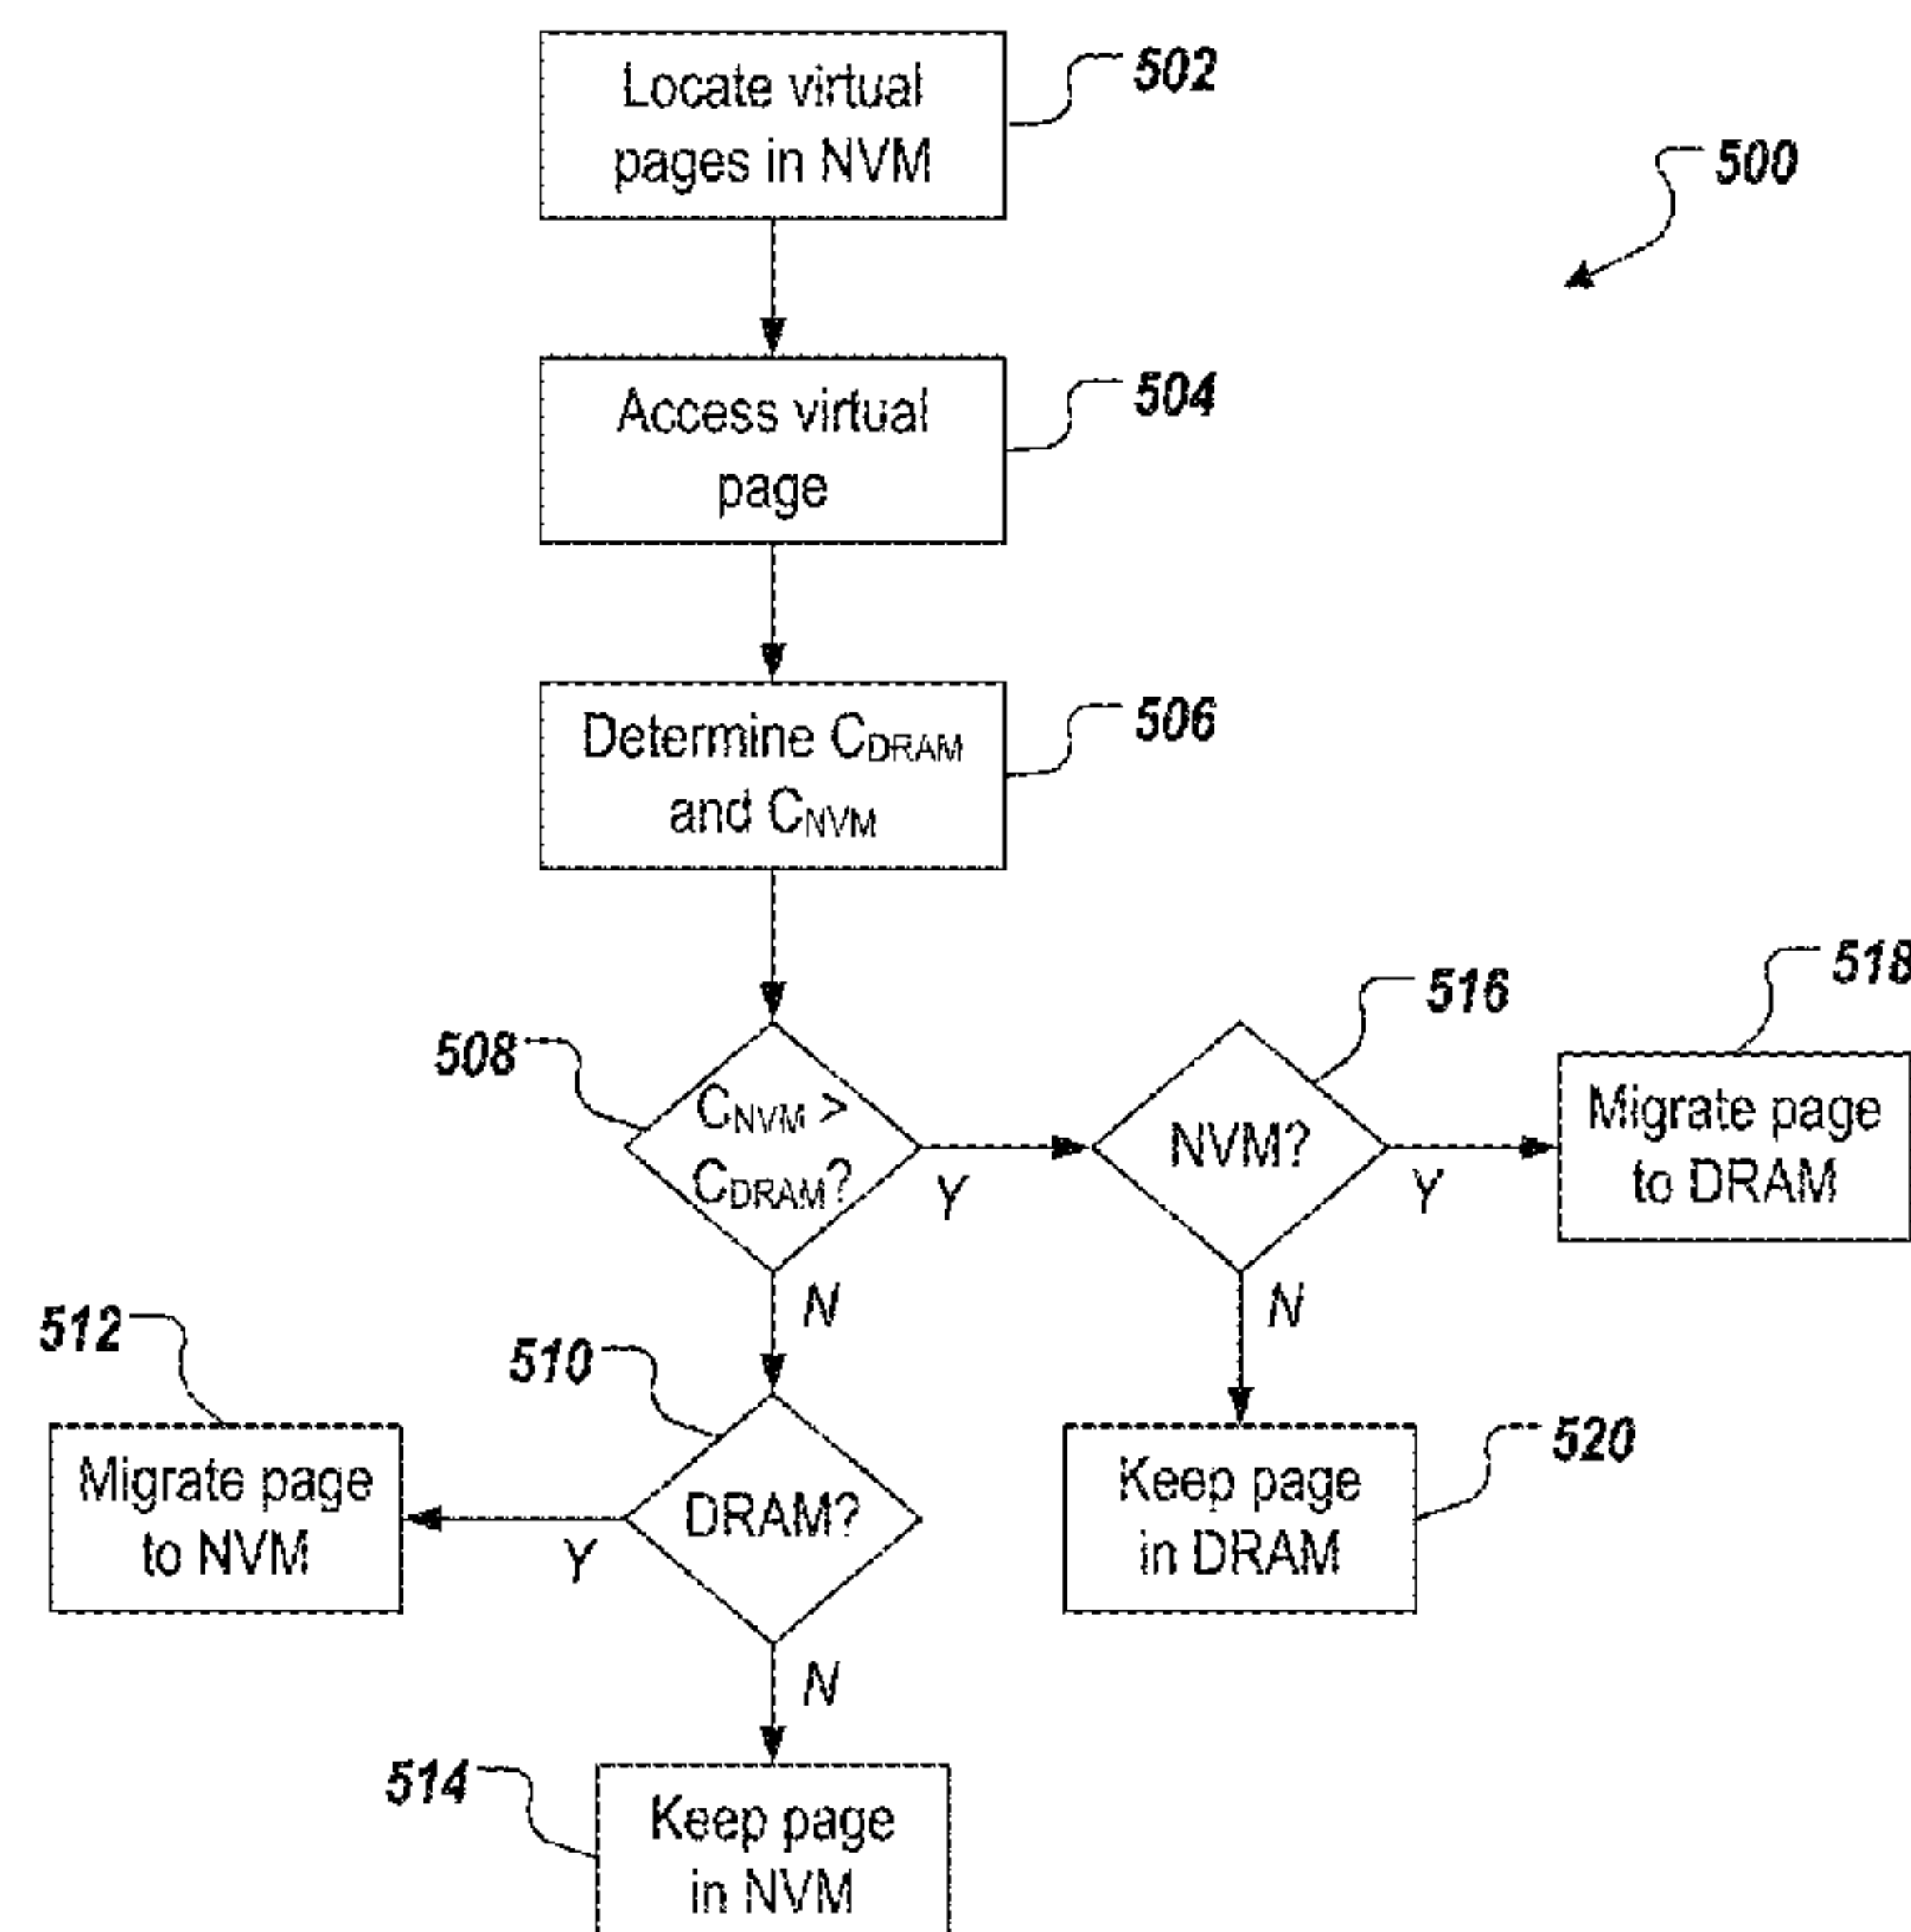 Locate virtual
pages in NVM
502
500
Access virtual
page
504
Determine CDRAM
and CNVM
506
508
CNVM >
CDRAM?
Y
N
516
NVM?
Y
N
518
Migrate page
to DRAM
512
Migrate page
to NVM
510
DRAM?
Y
N
520
Keep page
in DRAM
514
Keep page
in NVM